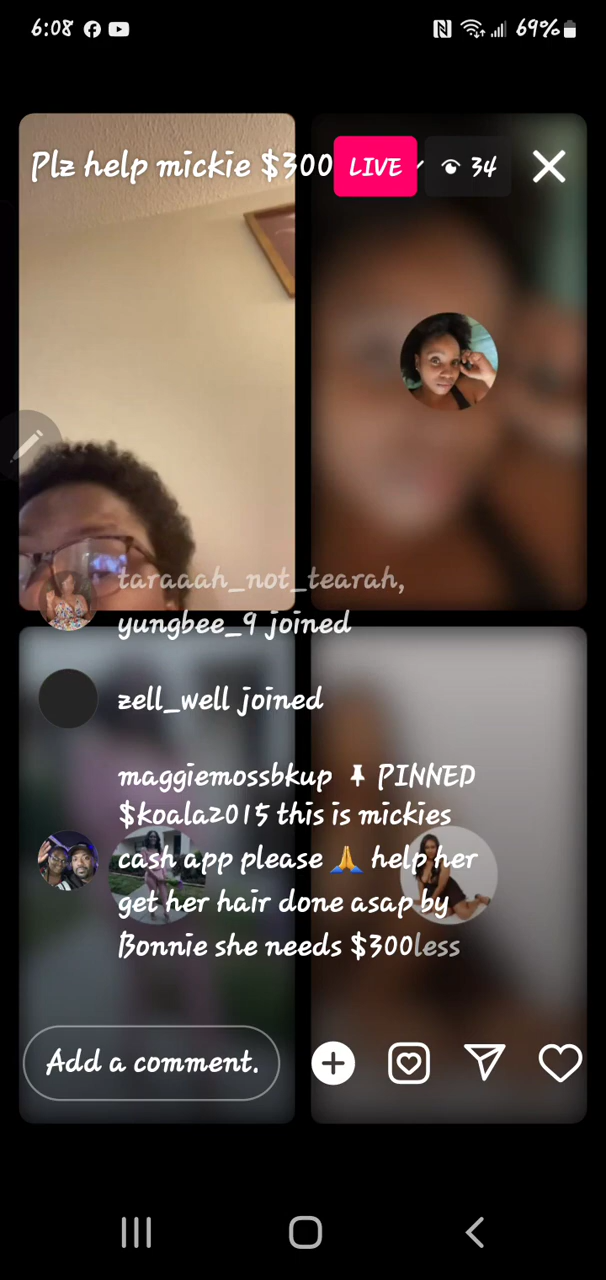 6:08
69%
Plz help mickie $300
LIVE
34
taraaah_not_tearah,
yungbee_9 joined
zell_well joined
maggiemossbkup PINNED
$koala2015 this is mickies
cash app please 🙏 help her
get her hair done asap by
Bonnie she needs $300less
Add a comment.